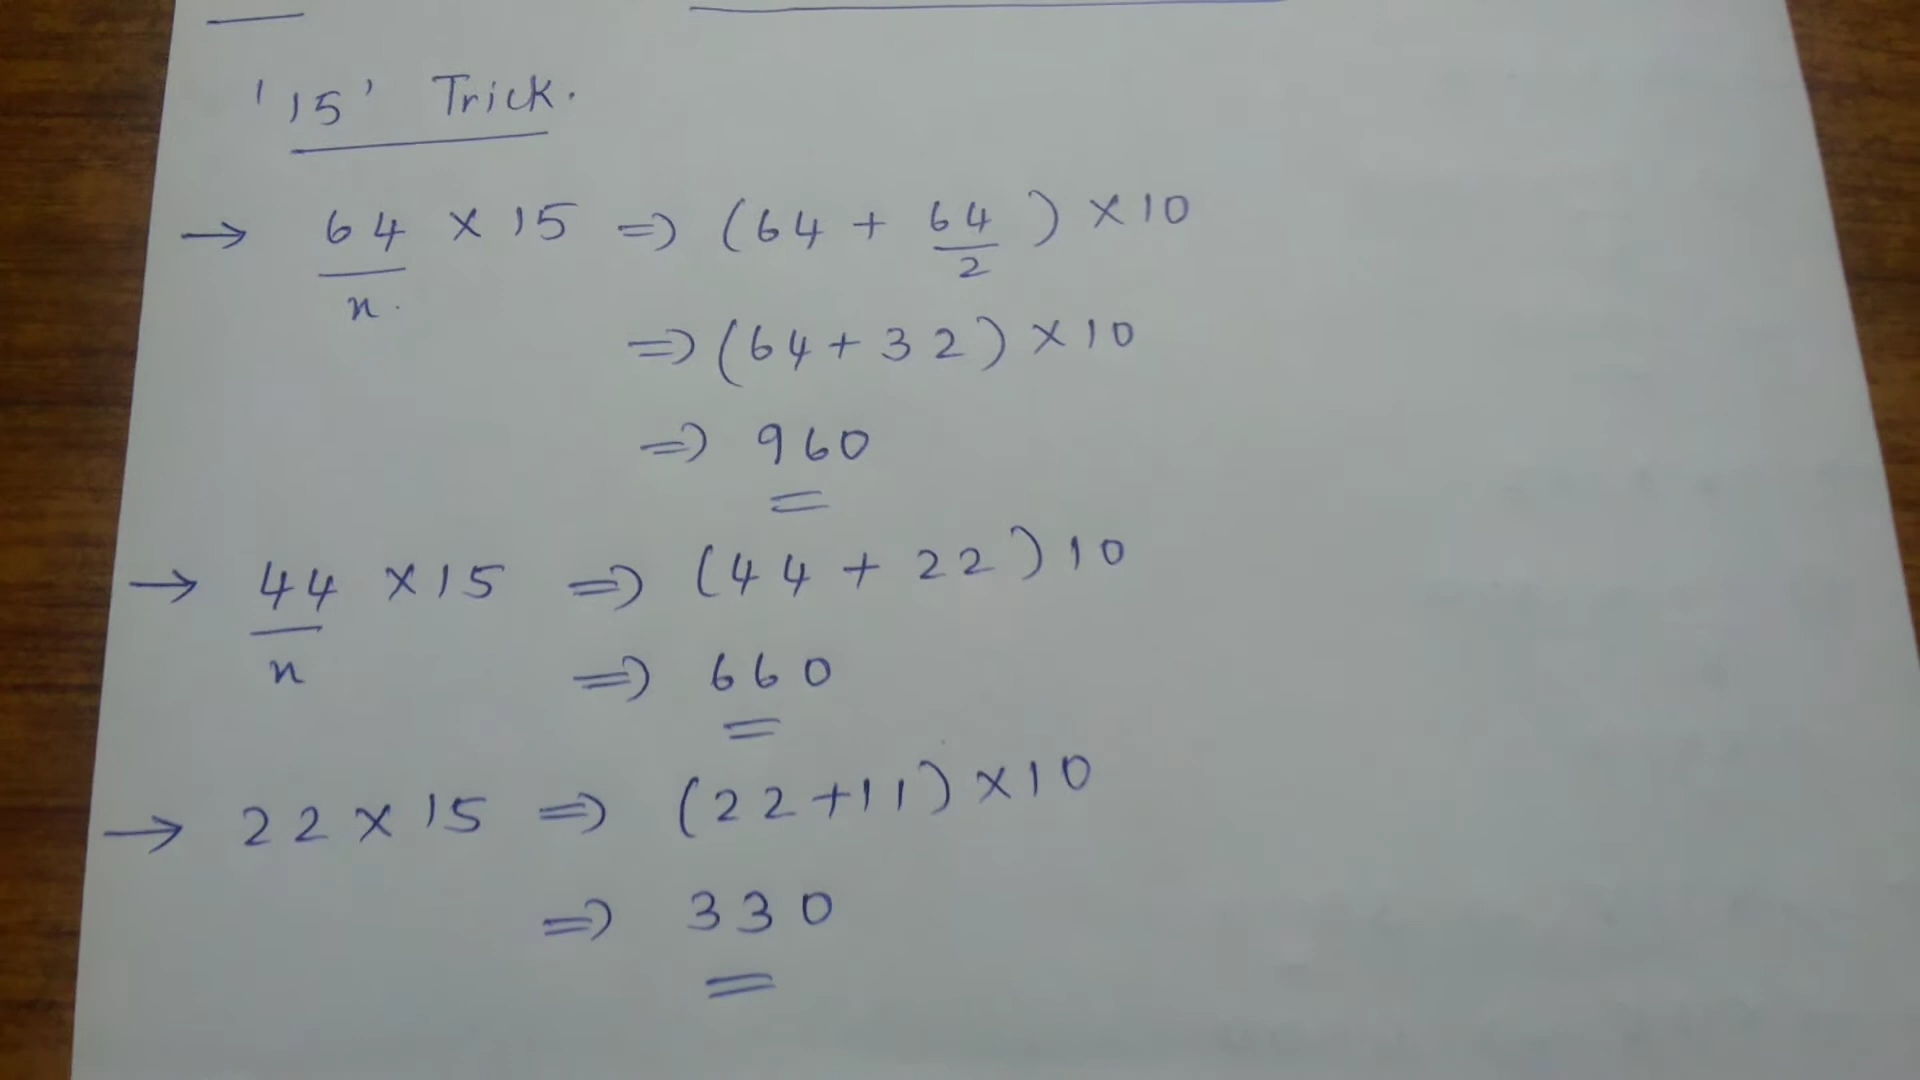 '15' Trick.
→ 64 × 15 ⇒ (64 + 64/2) × 10
n.
⇒ (64 + 32) × 10
⇒ 960
→ 44 × 15 ⇒ (44 + 22) 10
n
⇒ 660
→ 22 × 15 ⇒ (22 + 11) × 10
⇒ 330